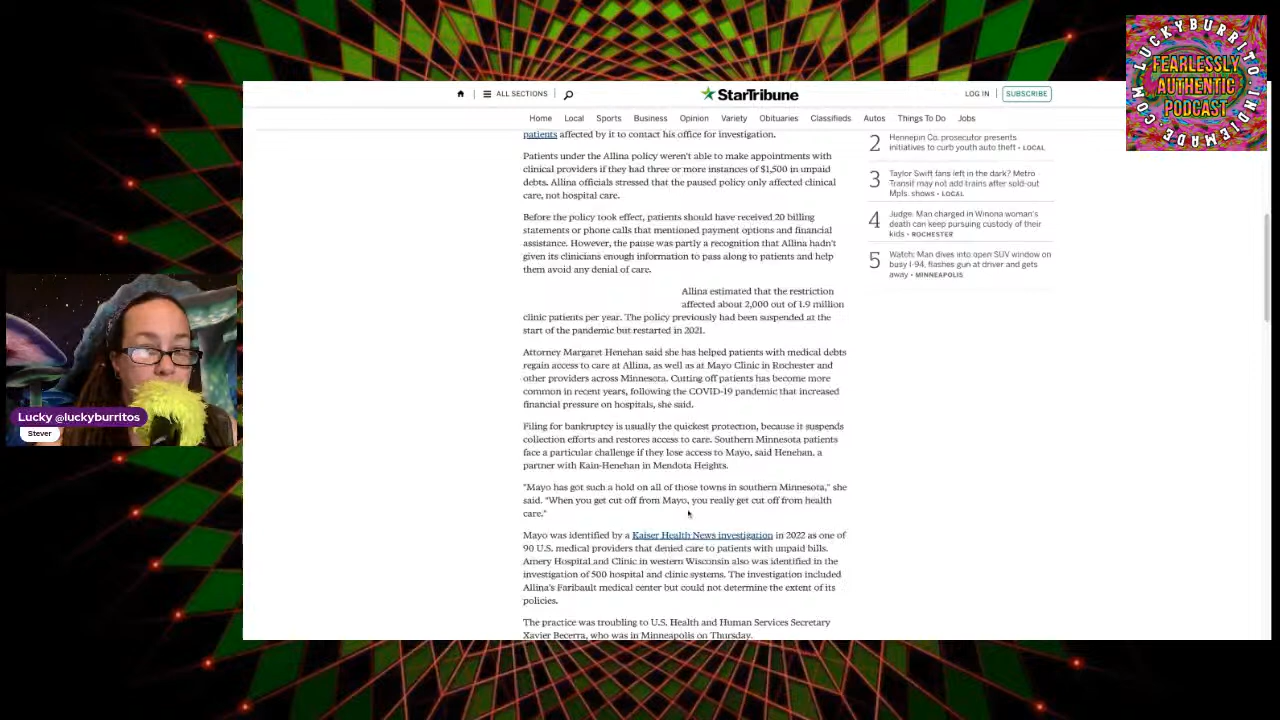 StarTribune
ALL SECTIONS
LOG IN
SUBSCRIBE
Home Local Sports Business Opinion Variety Obituaries Classifieds Autos Things To Do Jobs
patients affected by it to contact his office for investigation.
Patients under the Allina policy weren't able to make appointments with
clinical providers if they had three or more instances of $1,500 in unpaid
debts. Allina officials stressed that the paused policy only affected clinical
care, not hospital care.
Before the policy took effect, patients should have received 20 billing
statements or phone calls that mentioned payment options and financial
assistance. However, the pause was partly a recognition that Allina hadn't
given its clinicians enough information to pass along to patients and help
them avoid any denial of care.
Allina estimated that the restriction
affected about 2,000 out of 1.9 million
clinic patients per year. The policy previously had been suspended at the
start of the pandemic but restarted in 2021.
Attorney Margaret Henehan said she has helped patients with medical debts
regain access to care at Allina, as well as at Mayo Clinic in Rochester and
other providers across Minnesota. Cutting off patients has become more
common in recent years, following the COVID-19 pandemic that increased
financial pressure on hospitals, she said.
Filing for bankruptcy is usually the quickest protection, because it suspends
collection efforts and restores access to care. Southern Minnesota patients
face a particular challenge if they lose access to Mayo, said Henehan, a
partner with Kain-Henehan in Mendota Heights.
"Mayo has got such a hold on all of those towns in southern Minnesota," she
said. "When you get cut off from Mayo, you really get cut off from health
care."
Mayo was identified by a Kaiser Health News investigation in 2022 as one of
90 U.S. medical providers that denied care to patients with unpaid bills.
Amery Hospital and Clinic in western Wisconsin also was identified in the
investigation of 500 hospital and clinic systems. The investigation included
Allina's Faribault medical center but could not determine the extent of its
policies.
The practice was troubling to U.S. Health and Human Services Secretary
Xavier Becerra, who was in Minneapolis on Thursday.
2 Hennepin Co. prosecutor presents
initiatives to curb youth auto theft • LOCAL
3 Taylor Swift fans left in the dark? Metro
Transit may not add trains after sold-out
Mpls. shows • LOCAL
4 Judge: Man charged in Winona woman's
death can keep pursuing custody of their
kids • ROCHESTER
5 Watch: Man dives into open SUV window on
busy I-94, flashes gun at driver and gets
away • MINNEAPOLIS
LUCKYBURRITO.INDIEMADE.COM
FEARLESSLY
AUTHENTIC
PODCAST
Lucky @luckyburritos
Stever